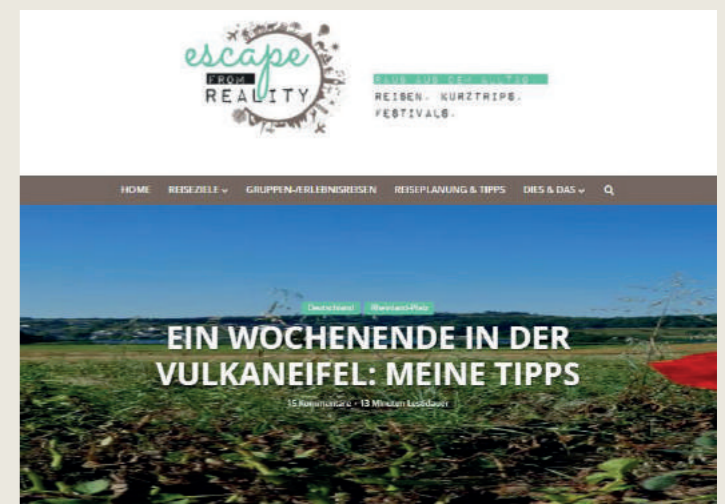 escape
FROM
REALITY
RAUS AUS DEM ALLTAG
REISEN. KURZTRIPS.
FESTIVALS.
HOME REISEZIELE GRUPPEN-/ERLEBNISREISEN REISEPLANUNG & TIPPS DIES & DAS
Deutschland Rheinland-Pfalz
EIN WOCHENENDE IN DER
VULKANEIFEL: MEINE TIPPS
15 Kommentare • 13 Minuten Lesedauer